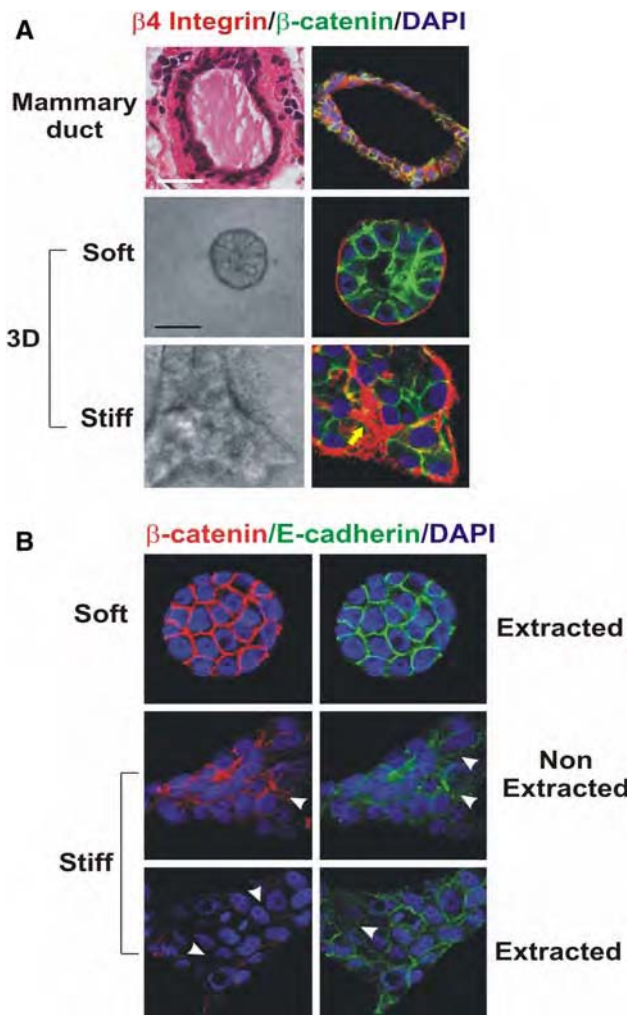 A
β4 Integrin/β-catenin/DAPI
Mammary
duct
Soft
3D
Stiff
B
β-catenin/E-cadherin/DAPI
Soft
Extracted
Non
Extracted
Stiff
Extracted